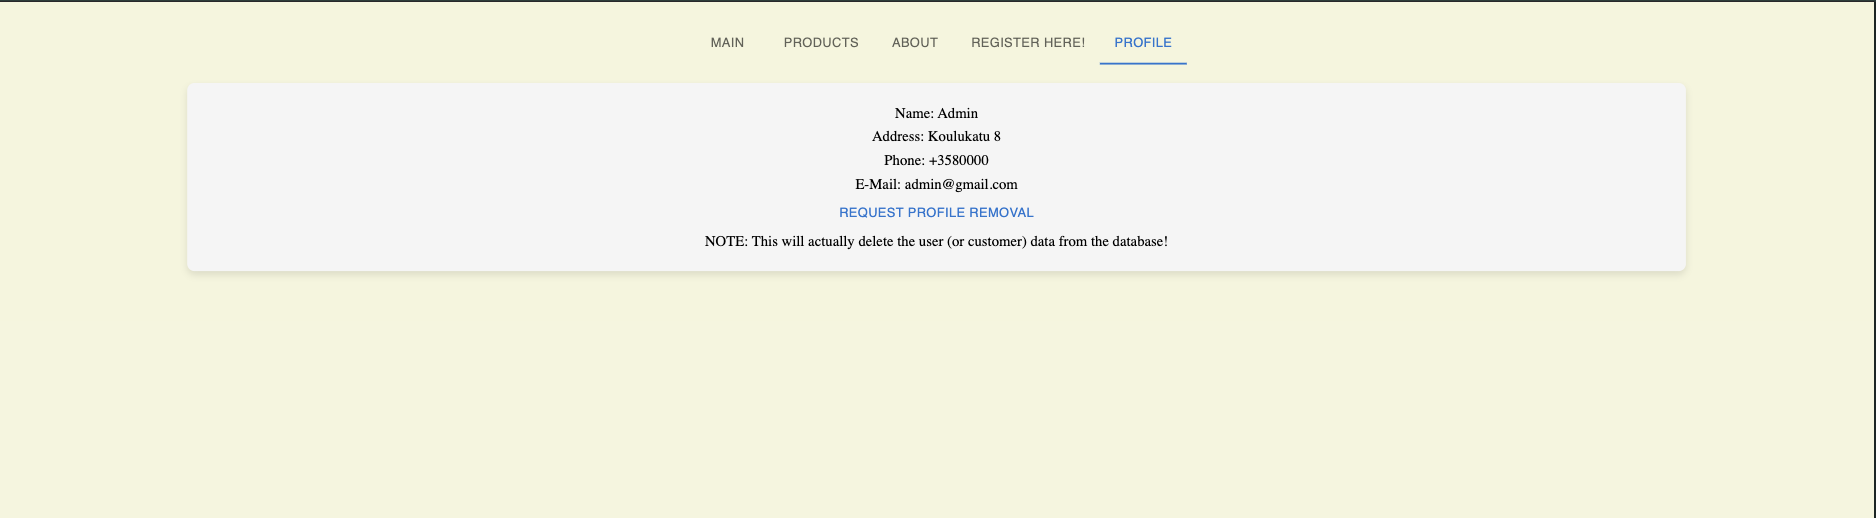 MAIN PRODUCTS ABOUT REGISTER HERE! PROFILE
Name: Admin
Address: Koulukatu 8
Phone: +3580000
E-Mail: admin@gmail.com
REQUEST PROFILE REMOVAL
NOTE: This will actually delete the user (or customer) data from the database!